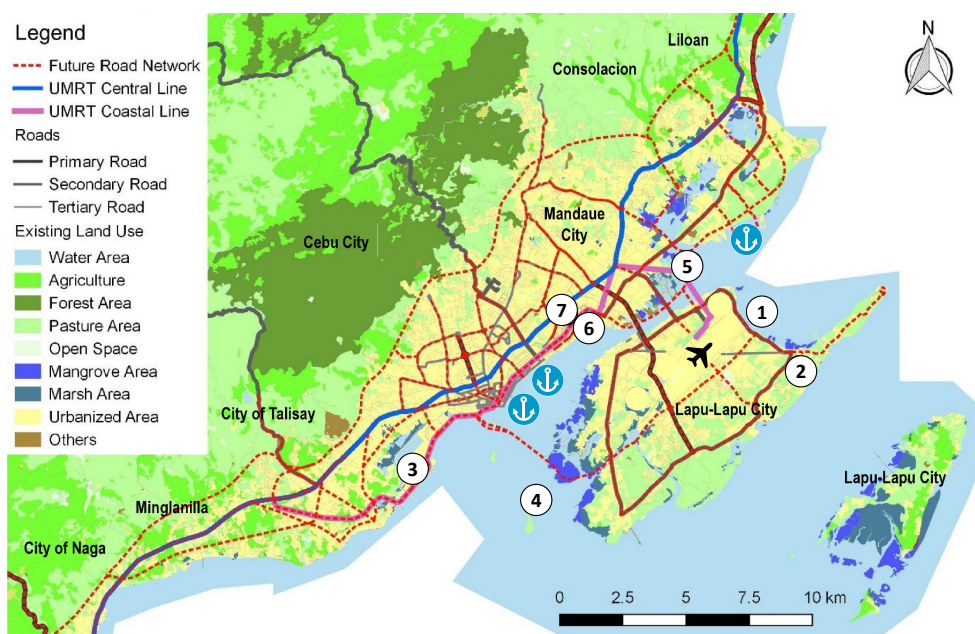 Legend
Future Road Network
UMRT Central Line
UMRT Coastal Line
Roads
Primary Road
Secondary Road
Tertiary Road
Existing Land Use
Water Area
Agriculture
Forest Area
Pasture Area
Open Space
Mangrove Area
Marsh Area
Urbanized Area
Others
N
Liloan
Consolacion
Mandaue
City
Cebu City
5
1
7
6
2
City of Talisay
Lapu-Lapu City
3
Lapu-Lapu City
4
Minglanilla
City of Naga
0 2.5 5 7.5 10 km